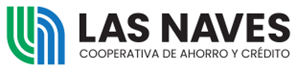 LAS NAVES
COOPERATIVA DE AHORRO Y CRÉDITO